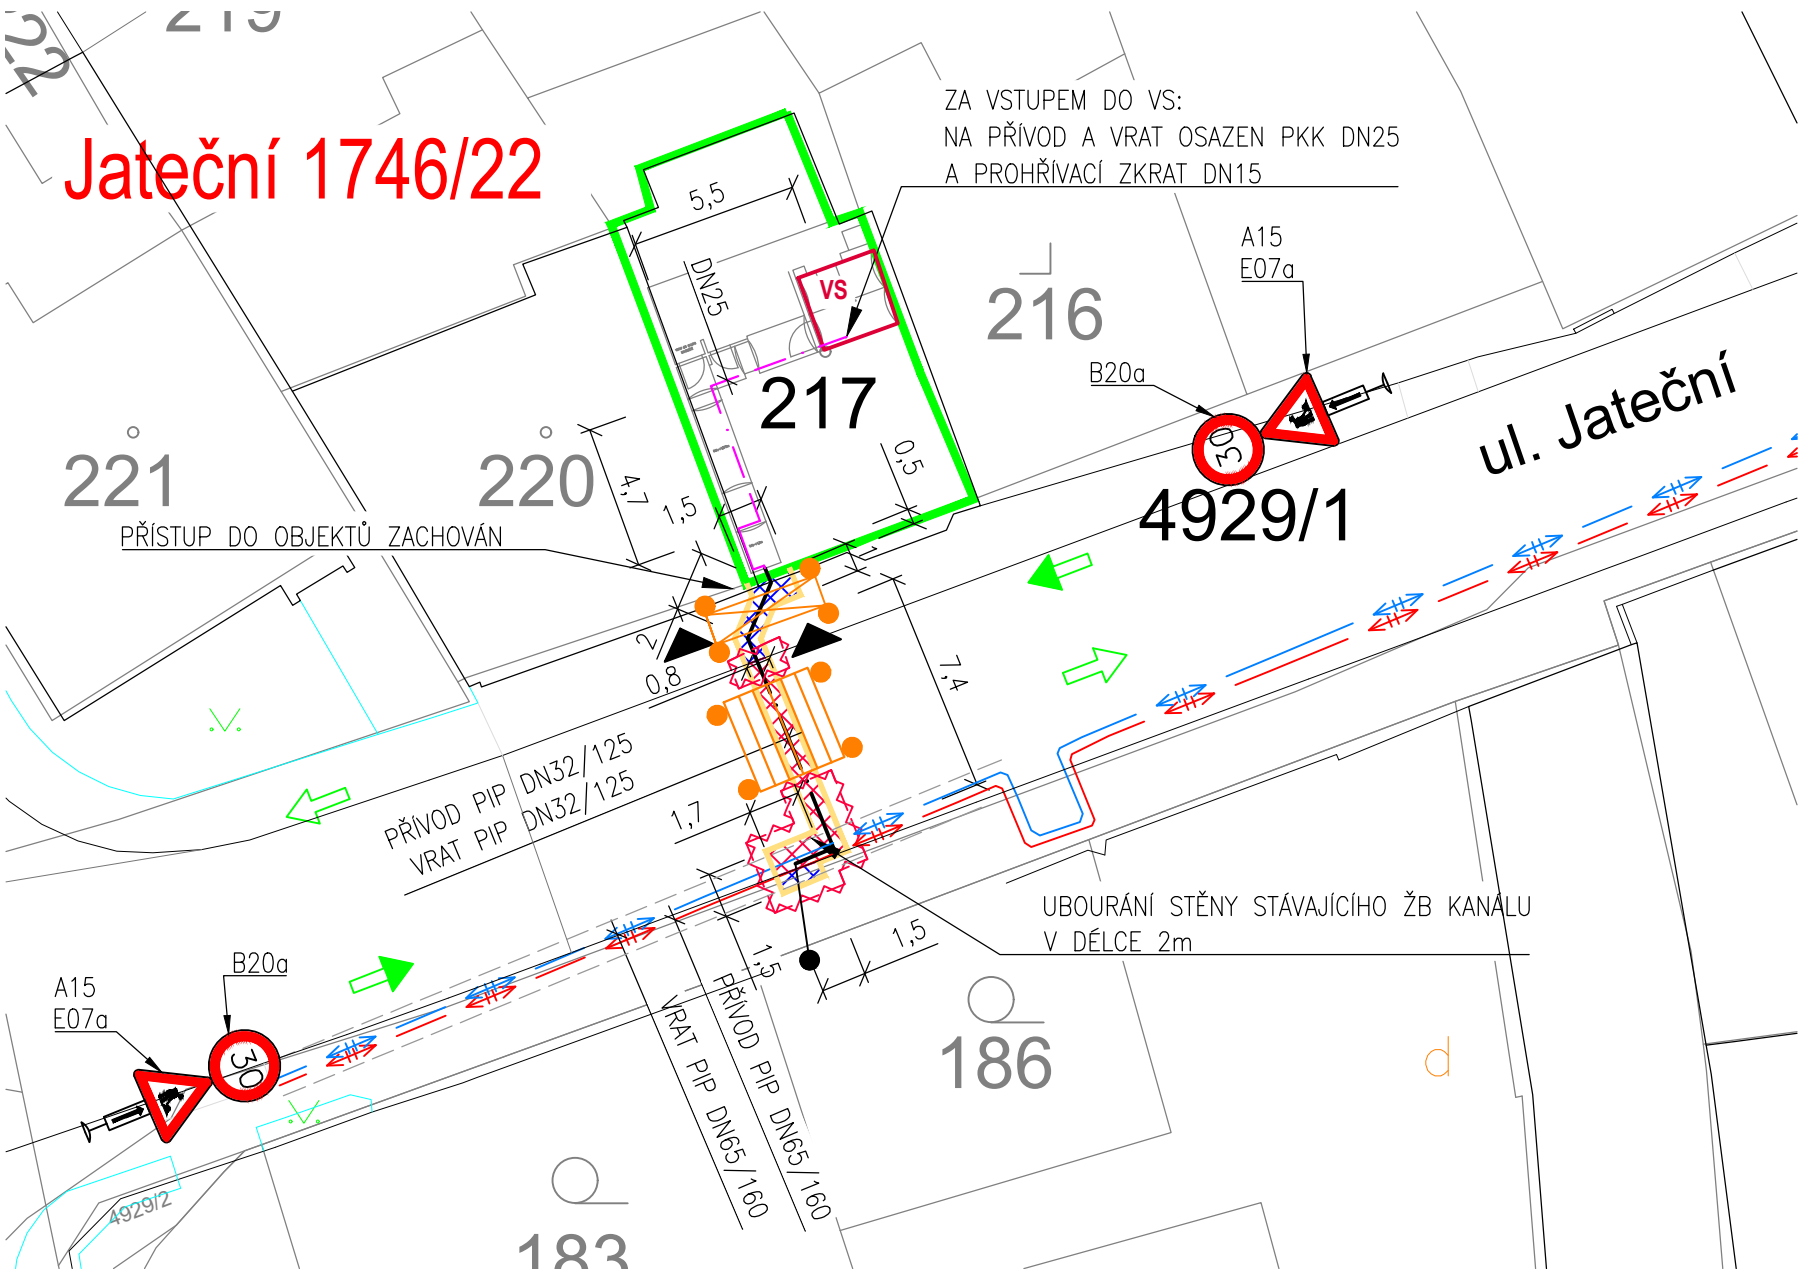 219
22
Jateční 1746/22
ZA VSTUPEM DO VS:
NA PŘÍVOD A VRAT OSAZEN PKK DN25
A PROHŘÍVACÍ ZKRAT DN15
5,5
DN25
VS
217
216
A15
E07a
B20a
30
4929/1
ul. Jateční
221
220
4,7
1,5
0,5
1
PŘÍSTUP DO OBJEKTŮ ZACHOVÁN
2
0,8
7,4
PŘÍVOD PIP DN32/125
VRAT PIP DN32/125
1,7
UBOURÁNÍ STĚNY STÁVAJÍCÍHO ŽB KANÁLU
V DÉLCE 2m
1,5
1,5
PŘÍVOD PIP DN65/160
VRAT PIP DN65/160
A15
E07a
B20a
30
186
d
4929/2
183